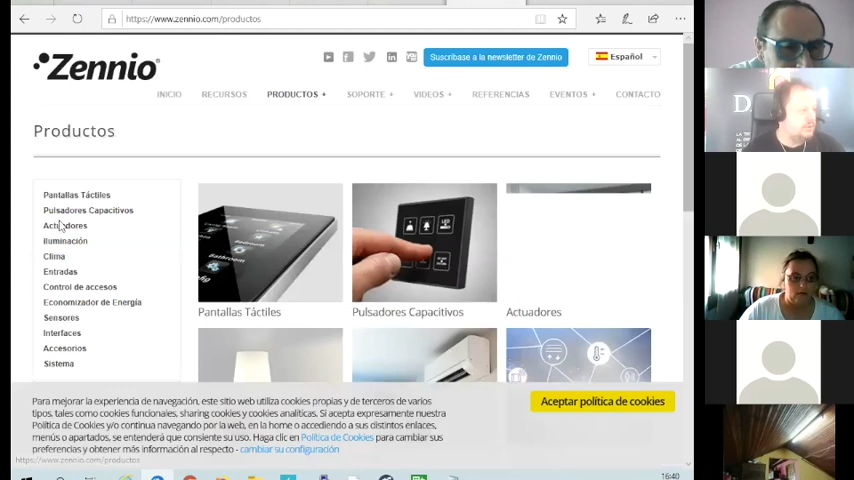 https://www.zennio.com/productos
Zennio
Suscríbase a la newsletter de Zennio
Español
INICIO
RECURSOS
PRODUCTOS +
SOPORTE +
VIDEOS +
REFERENCIAS
EVENTOS +
CONTACTO
Productos
Pantallas Táctiles
Pulsadores Capacitivos
Actuadores
Iluminación
Clima
Entradas
Control de accesos
Economizador de Energía
Sensores
Interfaces
Accesorios
Sistema
Bathroom
Pantallas Táctiles
Pulsadores Capacitivos
Actuadores
Para mejorar la experiencia de navegación, este sitio web utiliza cookies propias y de terceros de varios
tipos, tales como cookies funcionales, sharing cookies y cookies analíticas. Si acepta expresamente nuestra
Política de Cookies y/o continua navegando por la web, en la home o accediendo a sus distintos enlaces,
menús o apartados, se entenderá que consiente su uso. Haga clic en Política de Cookies para cambiar sus
preferencias y obtener más información al respecto - cambiar su configuración
Aceptar política de cookies
https://www.zennio.com/productos
16:40